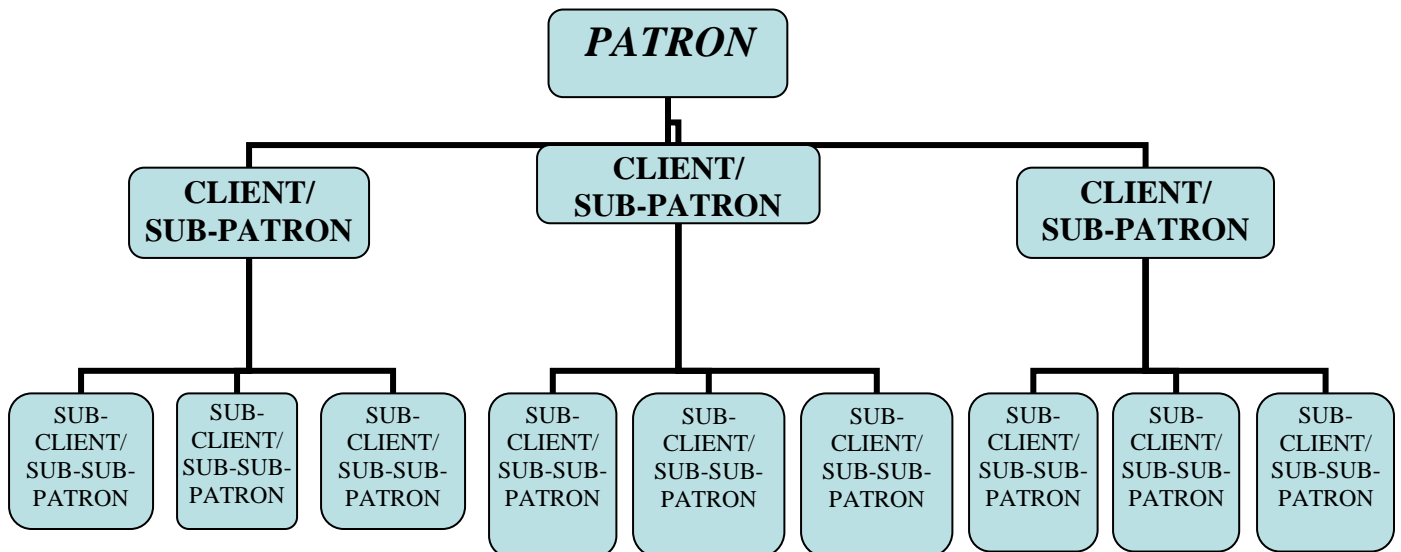 PATRON
CLIENT/
SUB-PATRON
CLIENT/
SUB-PATRON
CLIENT/
SUB-PATRON
SUB-
CLIENT/
SUB-SUB-
PATRON
SUB-
CLIENT/
SUB-SUB-
PATRON
SUB-
CLIENT/
SUB-SUB-
PATRON
SUB-
CLIENT/
SUB-SUB-
PATRON
SUB-
CLIENT/
SUB-SUB-
PATRON
SUB-
CLIENT/
SUB-SUB-
PATRON
SUB-
CLIENT/
SUB-SUB-
PATRON
SUB-
CLIENT/
SUB-SUB-
PATRON
SUB-
CLIENT/
SUB-SUB-
PATRON